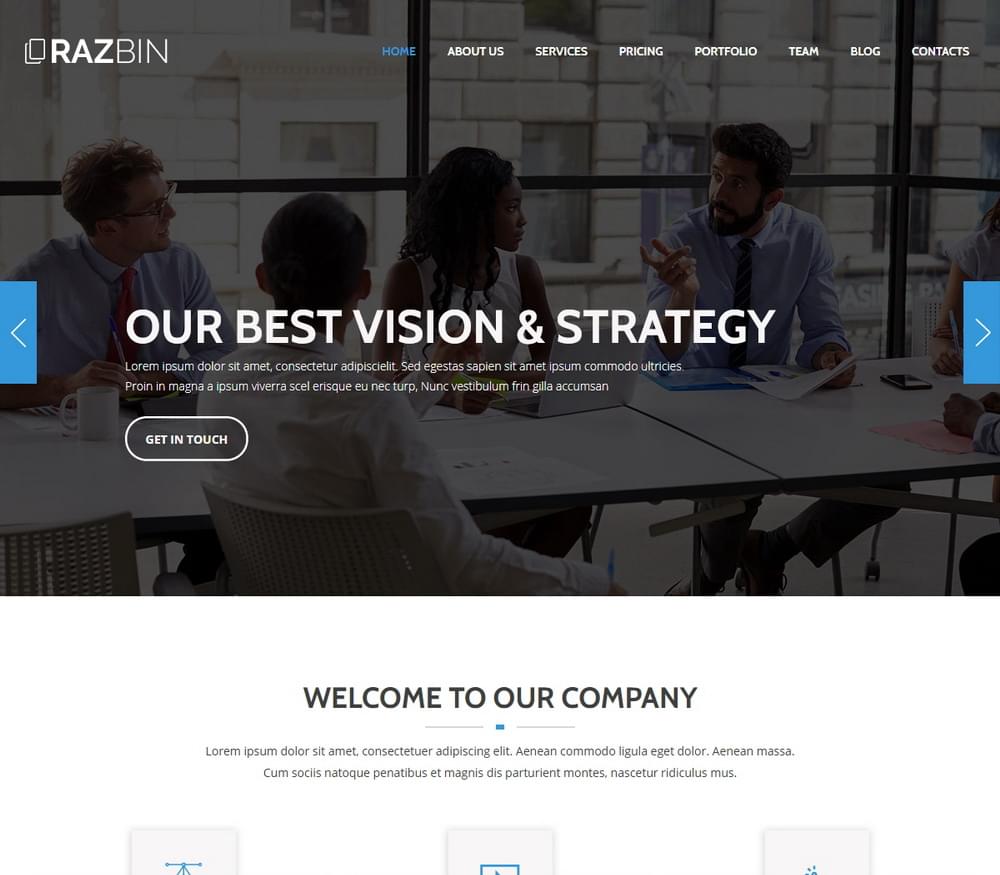 RAZBIN
HOME ABOUT US SERVICES PRICING PORTFOLIO TEAM BLOG CONTACTS
OUR BEST VISION & STRATEGY
Lorem ipsum dolor sit amet, consectetur adipiscielit. Sed egestas sapien sit amet ipsum commodo ultricies.
Proin in magna a ipsum viverra scel erisque eu nec turp, Nunc vestibulum frin gilla accumsan
GET IN TOUCH
WELCOME TO OUR COMPANY
Lorem ipsum dolor sit amet, consectetuer adipiscing elit. Aenean commodo ligula eget dolor. Aenean massa.
Cum sociis natoque penatibus et magnis dis parturient montes, nascetur ridiculus mus.